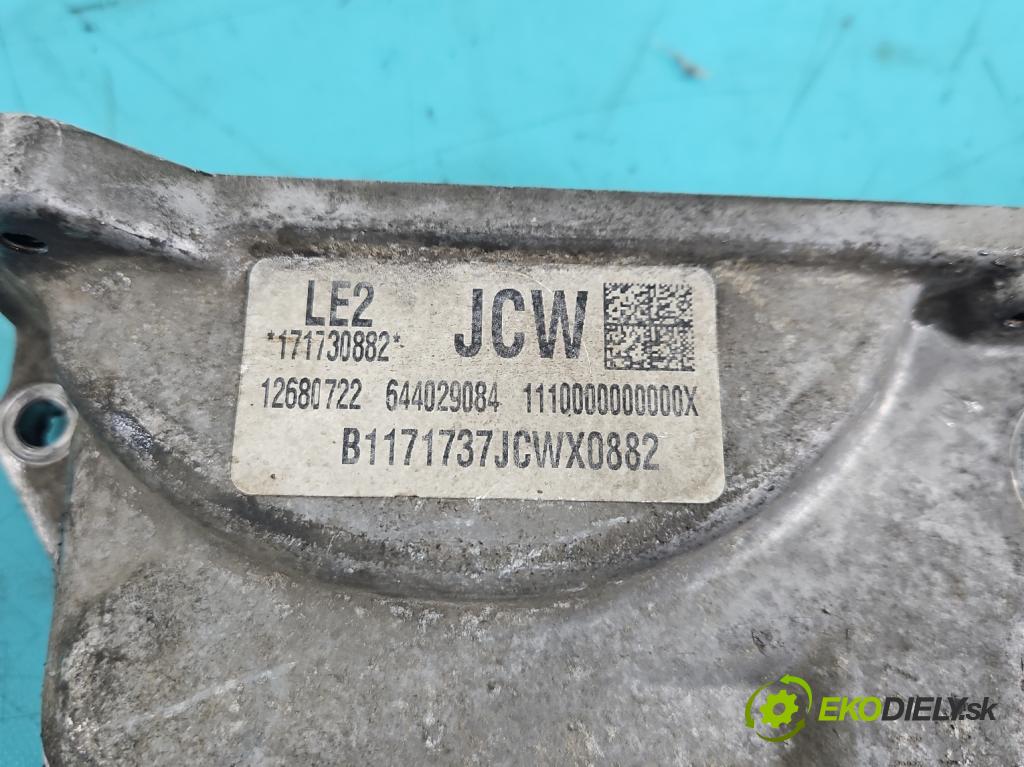 LE2 JCW
*171730882*
12680722 644029084 1110000000000X
B1171737JCWX0882
EKODIELY.sk